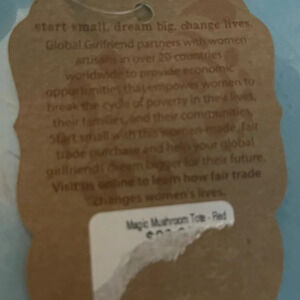 start small, dream big, change lives.
Global Girlfriend partners with women
artisans in over 20 countries
worldwide to provide economic
opportunities that empower women to
break the cycle of poverty in their lives,
their families, and their communities.
Start small with this women-made, fair
trade purchase and help your global
girlfriends dream bigger for their future.
Visit us online to learn how fair trade
changes women's lives.
Magic Mushroom Tote - Red